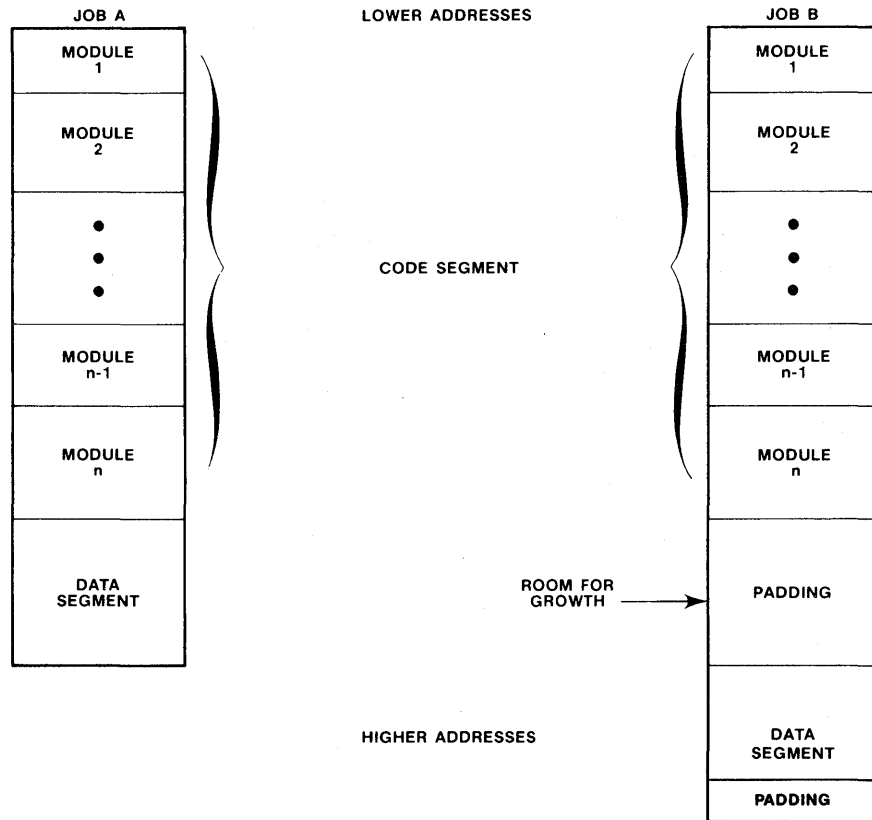 JOB A
LOWER ADDRESSES
JOB B
MODULE
1
MODULE
2
MODULE
n-1
MODULE
n
DATA
SEGMENT
CODE SEGMENT
MODULE
1
MODULE
2
MODULE
n-1
MODULE
n
ROOM FOR
GROWTH
PADDING
HIGHER ADDRESSES
DATA
SEGMENT
PADDING